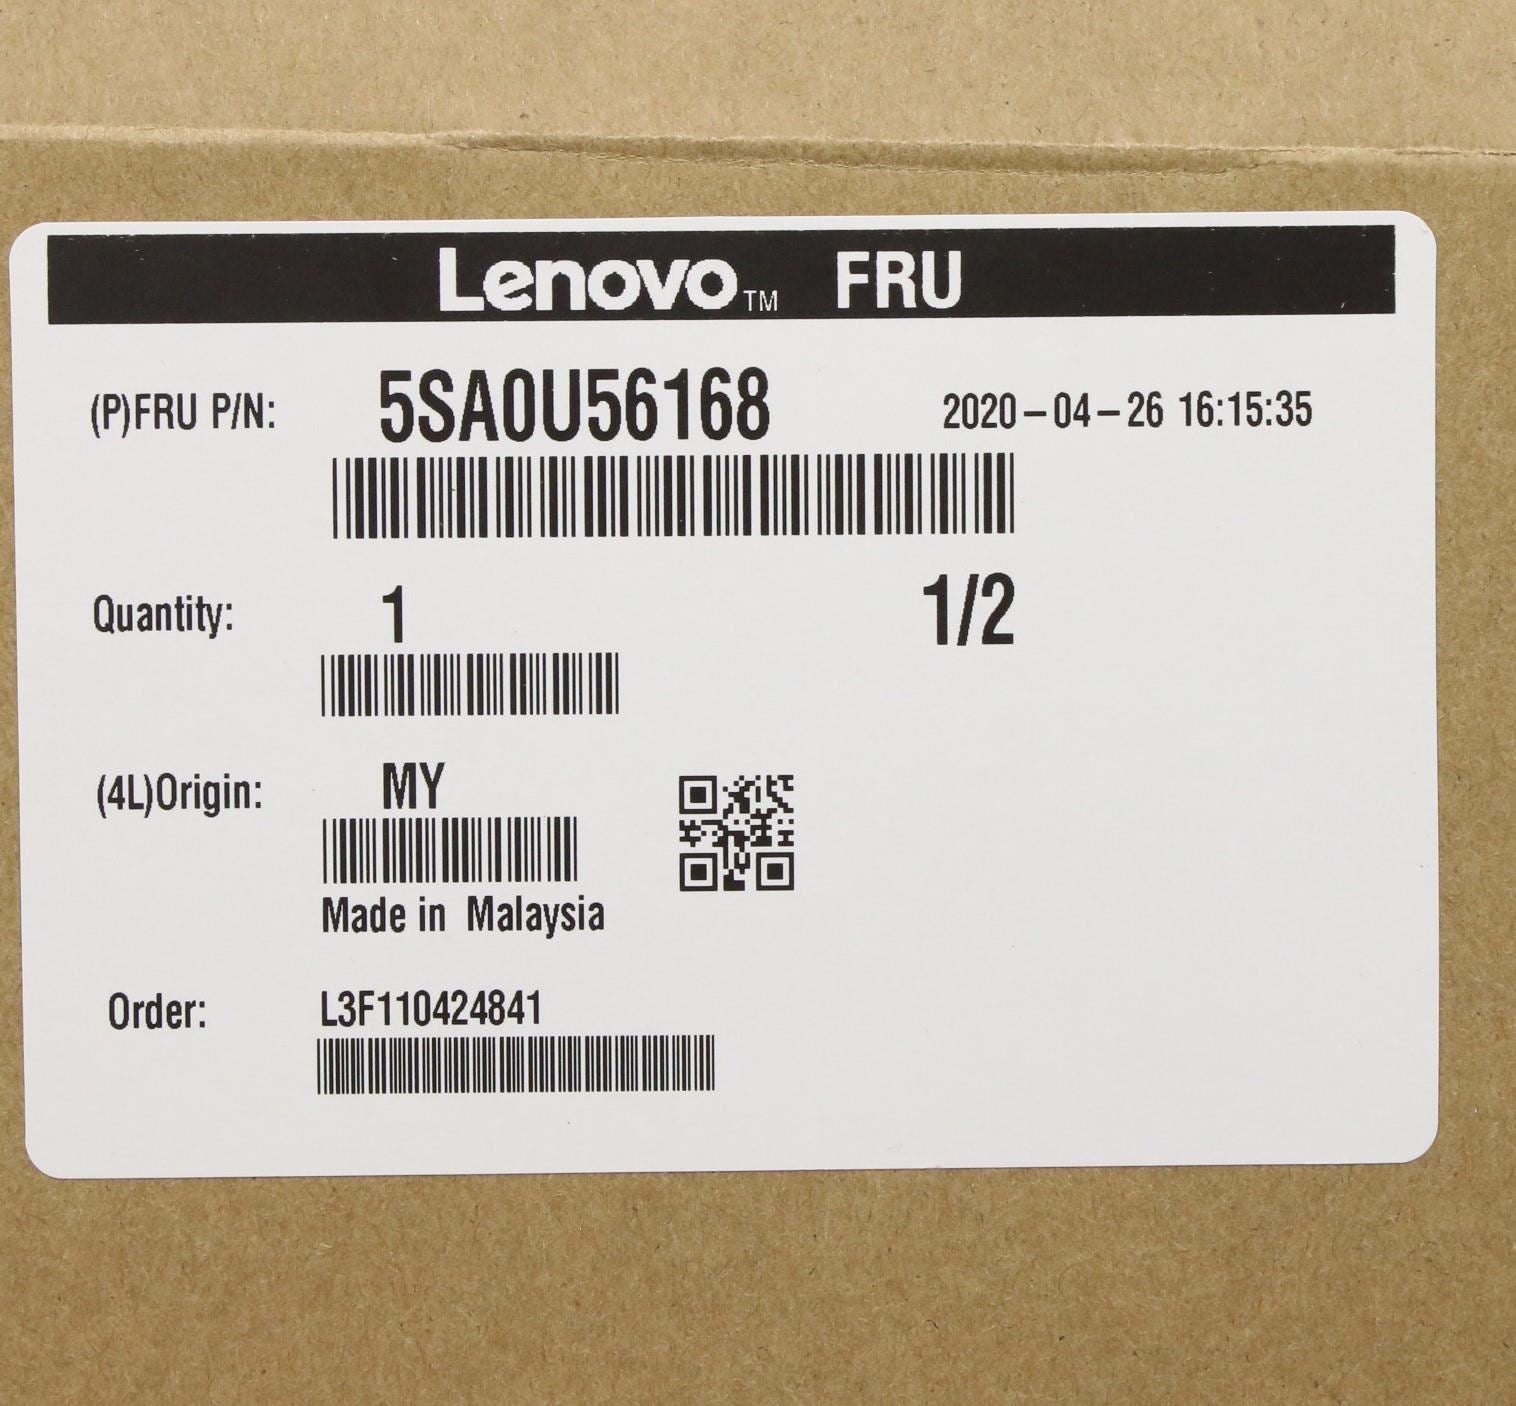 Lenovo™ FRU
(P)FRU P/N: 5SA0U56168 2020-04-26 16:15:35
Quantity: 1 1/2
(4L)Origin: MY
Made in Malaysia
Order: L3F110424841